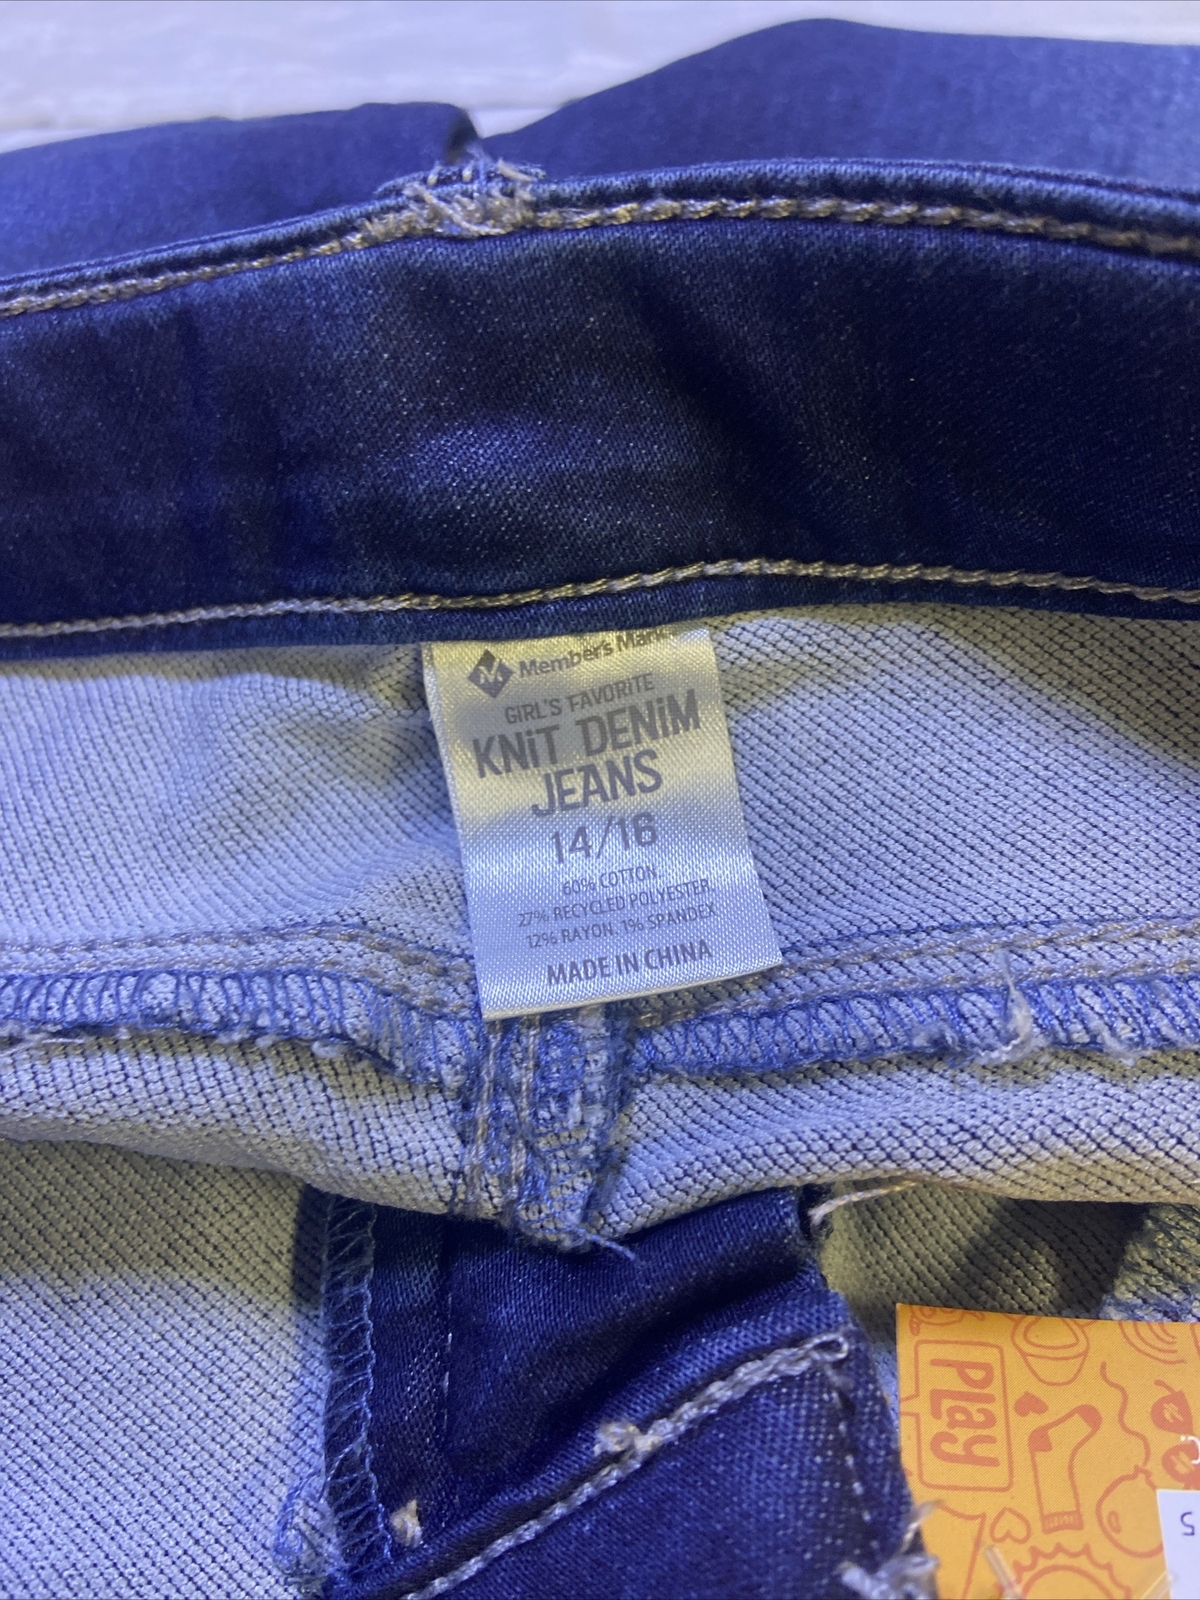 M
Member's Mark
GIRL'S FAVORITE
KNiT DENiM
JEANS
14/16
60% COTTON,
27% RECYCLED POLYESTER,
12% RAYON, 1% SPANDEX
MADE IN CHINA
Play
5